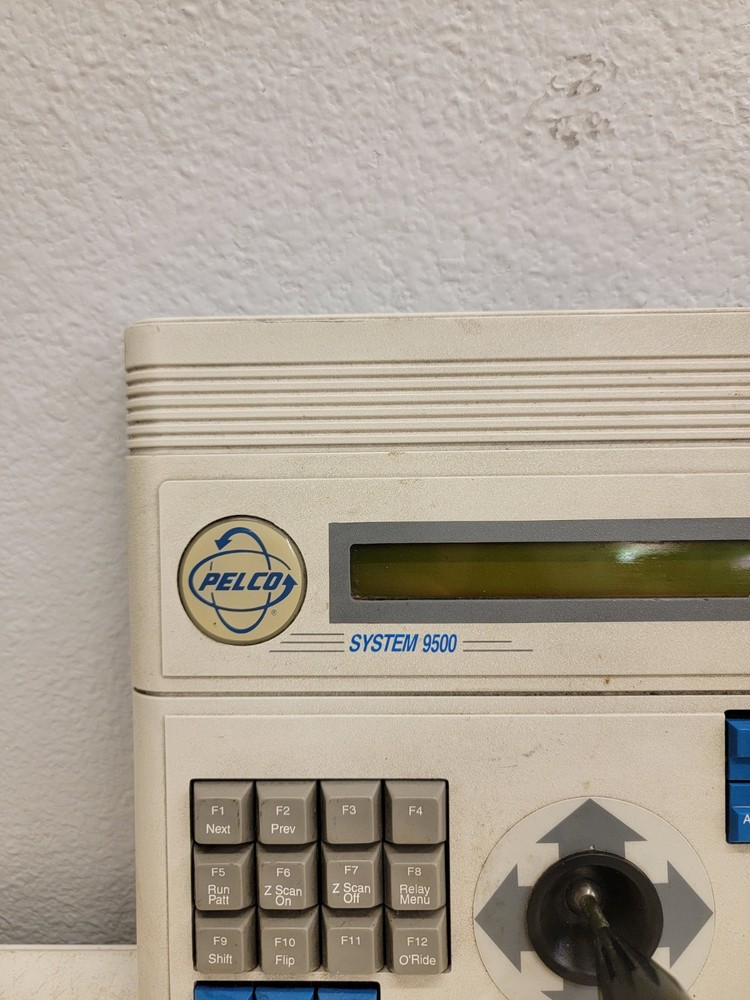 PELCO
®
SYSTEM 9500
F1
Next
F2
Prev
F3
F4
F5
Run
Patt
F6
Z Scan
On
F7
Z Scan
Off
F8
Relay
Menu
F9
Shift
F10
Flip
F11
F12
O'Ride
A